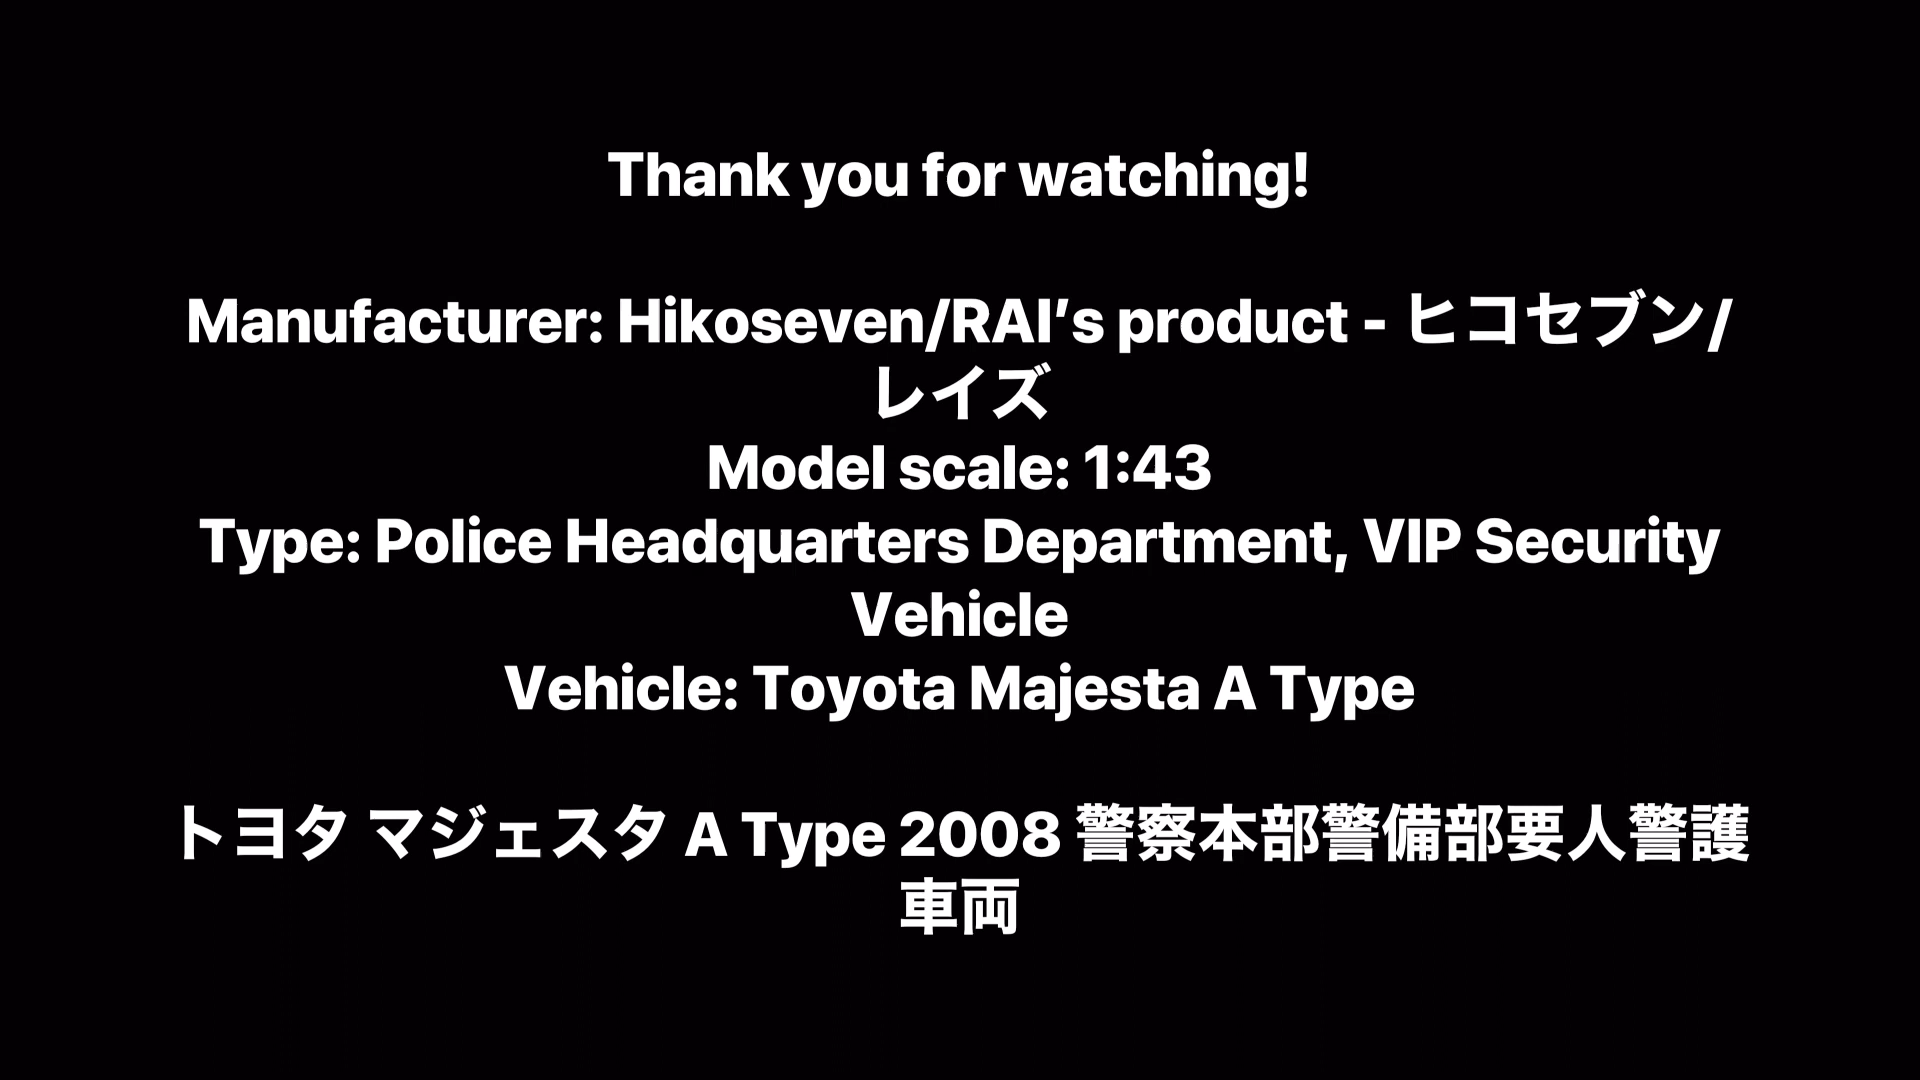 Thank you for watching!
Manufacturer: Hikoseven/RAI’s product - ヒコセブン/
レイズ
Model scale: 1:43
Type: Police Headquarters Department, VIP Security
Vehicle
Vehicle: Toyota Majesta A Type
トヨタ マジェスタ A Type 2008 警察本部警備部要人警護
車両